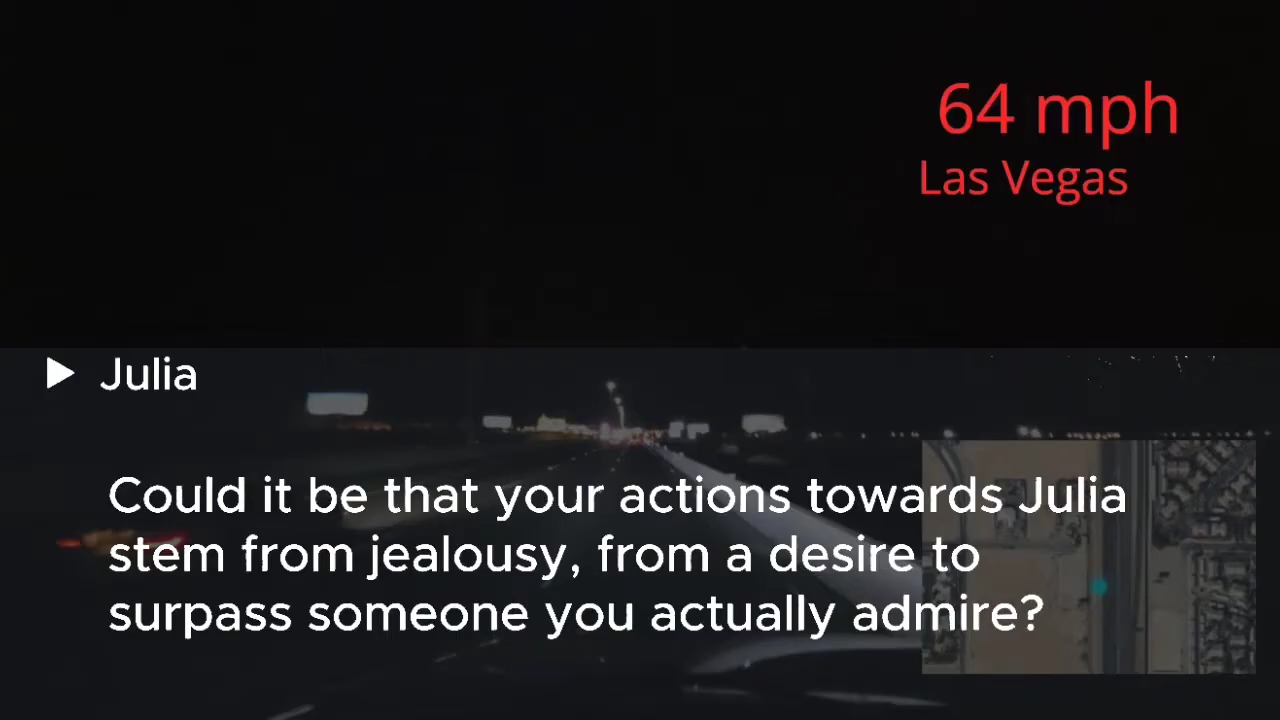 64 mph
Las Vegas
Julia
Could it be that your actions towards Julia
stem from jealousy, from a desire to
surpass someone you actually admire?